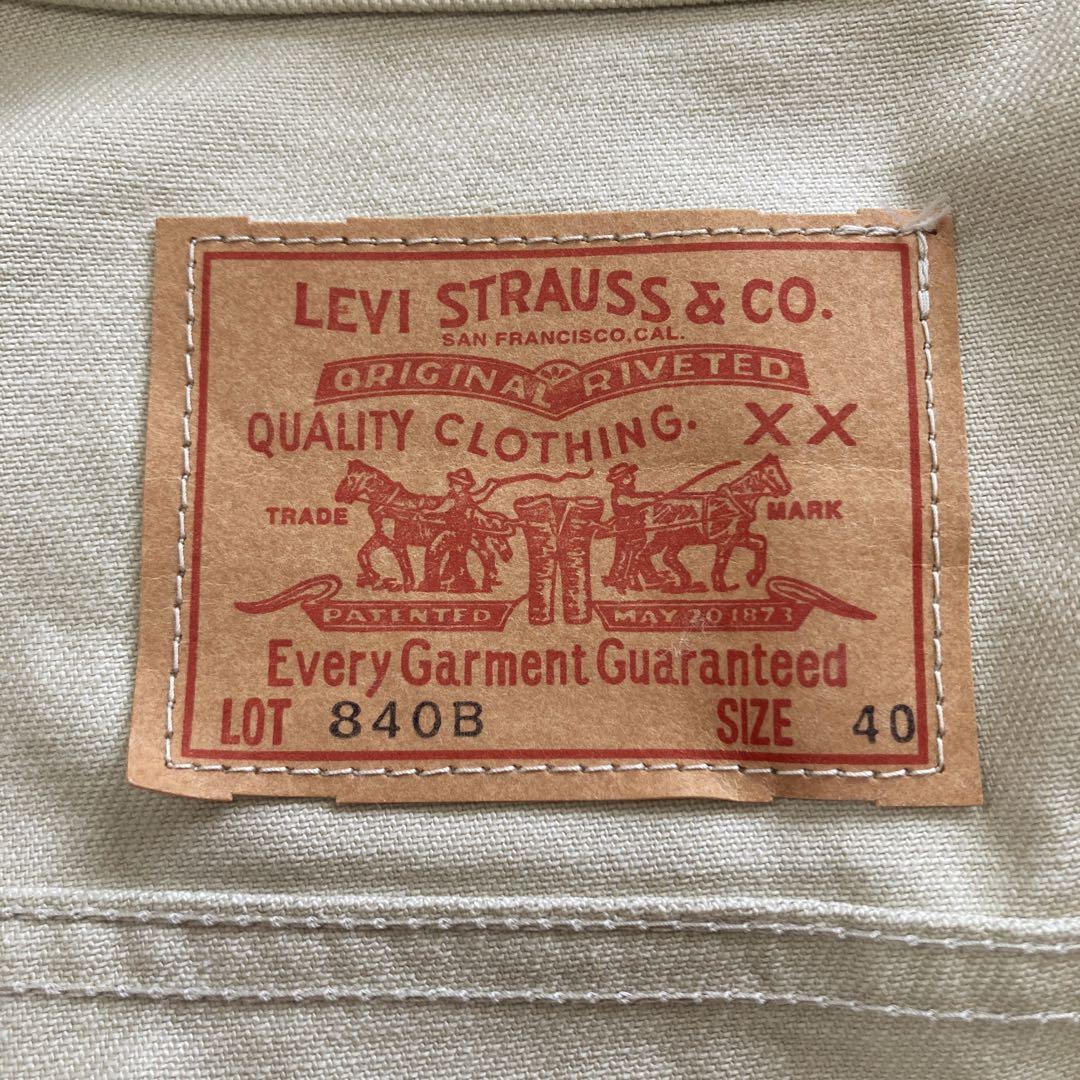 LEVI STRAUSS & CO.
SAN FRANCISCO, CAL.
ORIGINAL RIVETED
QUALITY CLOTHING. XX
TRADE MARK
PATENTED MAY 20 1873
Every Garment Guaranteed
LOT 840B SIZE 40